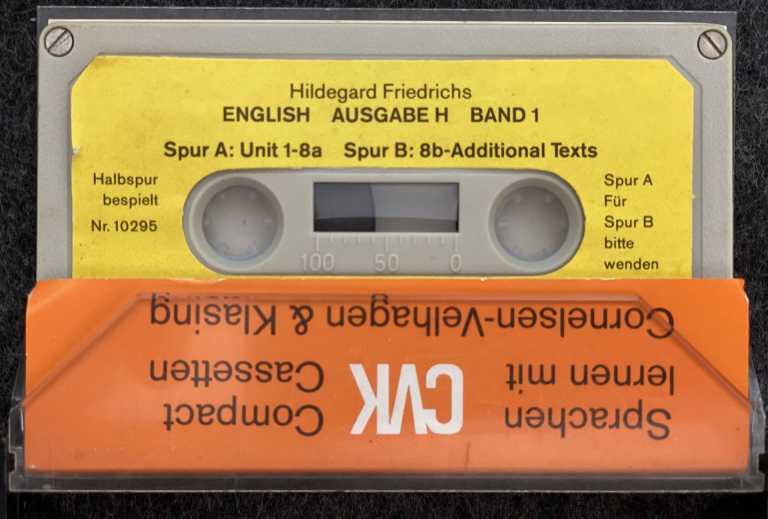 Hildegard Friedrichs
ENGLISH AUSGABE H BAND 1
Spur A: Unit 1-8a Spur B: 8b-Additional Texts
Halbspur
bespielt
Nr. 10295
Spur A
Für
Spur B
bitte
wenden
100 50 0
Sprachen
lernen mit
CVK
Compact
Cassetten
Cornelsen-Velhagen & Klasing